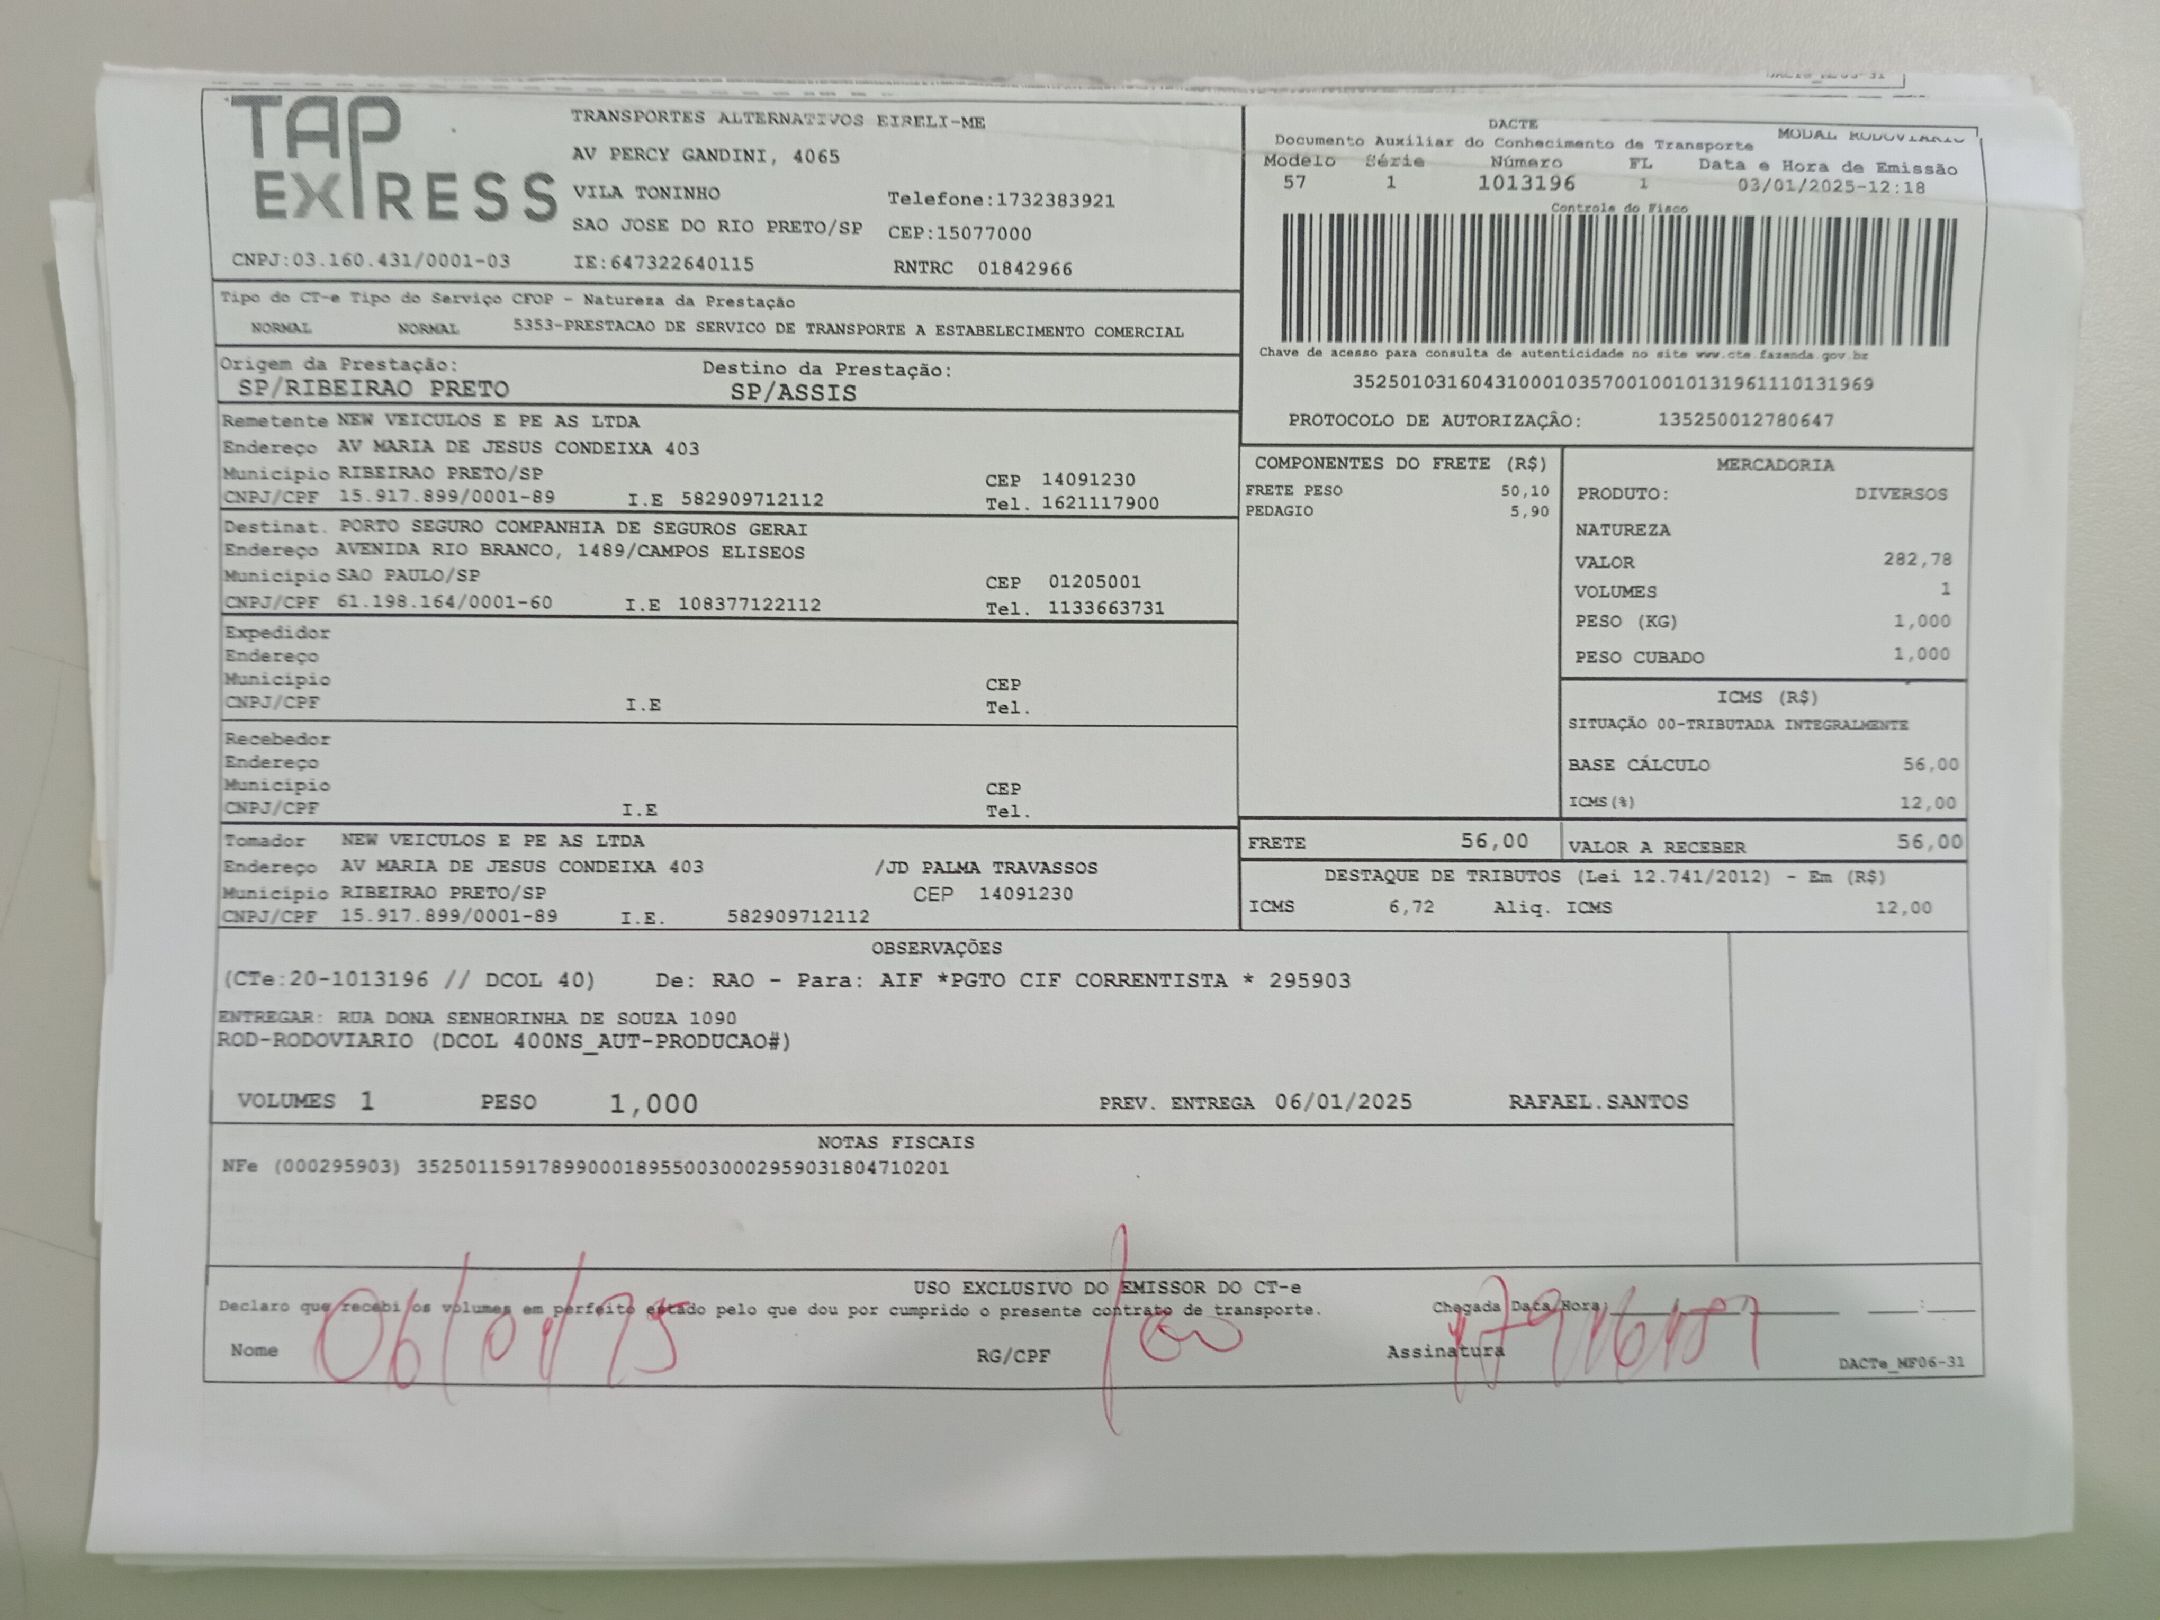 TAP EXPRESS
TRANSPORTES ALTERNATIVOS EIRELI-ME
AV PERCY GANDINI, 4065
VILA TONINHO Telefone:1732383921
SAO JOSE DO RIO PRETO/SP CEP:15077000
CNPJ:03.160.431/0001-03 IE:647322640115 RNTRC 01842966
DACTE
Documento Auxiliar do Conhecimento de Transporte MODAL RODOVIARIO
Modelo Série Número FL Data e Hora de Emissão
57 1 1013196 1 03/01/2025-12:18
Controle do Fisco
Chave de acesso para consulta de autenticidade no site www.cte.fazenda.gov.br
35250103160431000103570010010131961110131969
PROTOCOLO DE AUTORIZAÇÃO: 135250012780647
Tipo do CT-e Tipo do Serviço CFOP - Natureza da Prestação
NORMAL NORMAL 5353-PRESTACAO DE SERVICO DE TRANSPORTE A ESTABELECIMENTO COMERCIAL
Origem da Prestação: Destino da Prestação:
SP/RIBEIRAO PRETO SP/ASSIS
Remetente NEW VEICULOS E PE AS LTDA
Endereço AV MARIA DE JESUS CONDEIXA 403
Municipio RIBEIRAO PRETO/SP CEP 14091230
CNPJ/CPF 15.917.899/0001-89 I.E 582909712112 Tel. 1621117900
Destinat. PORTO SEGURO COMPANHIA DE SEGUROS GERAI
Endereço AVENIDA RIO BRANCO, 1489/CAMPOS ELISEOS
Municipio SAO PAULO/SP CEP 01205001
CNPJ/CPF 61.198.164/0001-60 I.E 108377122112 Tel. 1133663731
Expedidor
Endereço
Municipio CEP
CNPJ/CPF I.E Tel.
Recebedor
Endereço
Municipio CEP
CNPJ/CPF I.E Tel.
Tomador NEW VEICULOS E PE AS LTDA
Endereço AV MARIA DE JESUS CONDEIXA 403 /JD PALMA TRAVASSOS
Municipio RIBEIRAO PRETO/SP CEP 14091230
CNPJ/CPF 15.917.899/0001-89 I.E. 582909712112
COMPONENTES DO FRETE (R$)
FRETE PESO 50,10
PEDAGIO 5,90
MERCADORIA
PRODUTO: DIVERSOS
NATUREZA
VALOR 282,78
VOLUMES 1
PESO (KG) 1,000
PESO CUBADO 1,000
ICMS (R$)
SITUAÇÃO 00-TRIBUTADA INTEGRALMENTE
BASE CÁLCULO 56,00
ICMS(%) 12,00
FRETE 56,00 VALOR A RECEBER 56,00
DESTAQUE DE TRIBUTOS (Lei 12.741/2012) - Em (R$)
ICMS 6,72 Aliq. ICMS 12,00
OBSERVAÇÕES
(CTe:20-1013196 // DCOL 40) De: RAO - Para: AIF *PGTO CIF CORRENTISTA * 295903
ENTREGAR: RUA DONA SENHORINHA DE SOUZA 1090
ROD-RODOVIARIO (DCOL 400NS_AUT-PRODUCAO#)
VOLUMES 1 PESO 1,000 PREV. ENTREGA 06/01/2025 RAFAEL.SANTOS
NOTAS FISCAIS
NFe (000295903) 35250115917899000189550030002959031804710201
USO EXCLUSIVO DO EMISSOR DO CT-e
Declaro que recebi os volumes em perfeito estado pelo que dou por cumprido o presente contrato de transporte. Chegada Data/Hora: :
Nome RG/CPF Assinatura
06/01/25
DACTe_MF06-31